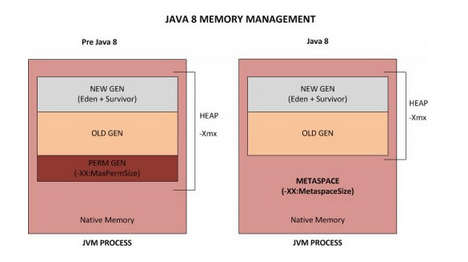 JAVA 8 MEMORY MANAGEMENT
Pre Java 8
NEW GEN
(Eden + Survivor)
OLD GEN
PERM GEN
(-XX:MaxPermSize)
Native Memory
JVM PROCESS
HEAP
-Xmx
Java 8
NEW GEN
(Eden + Survivor)
OLD GEN
METASPACE
(-XX:MetaspaceSize)
Native Memory
JVM PROCESS
HEAP
-Xmx